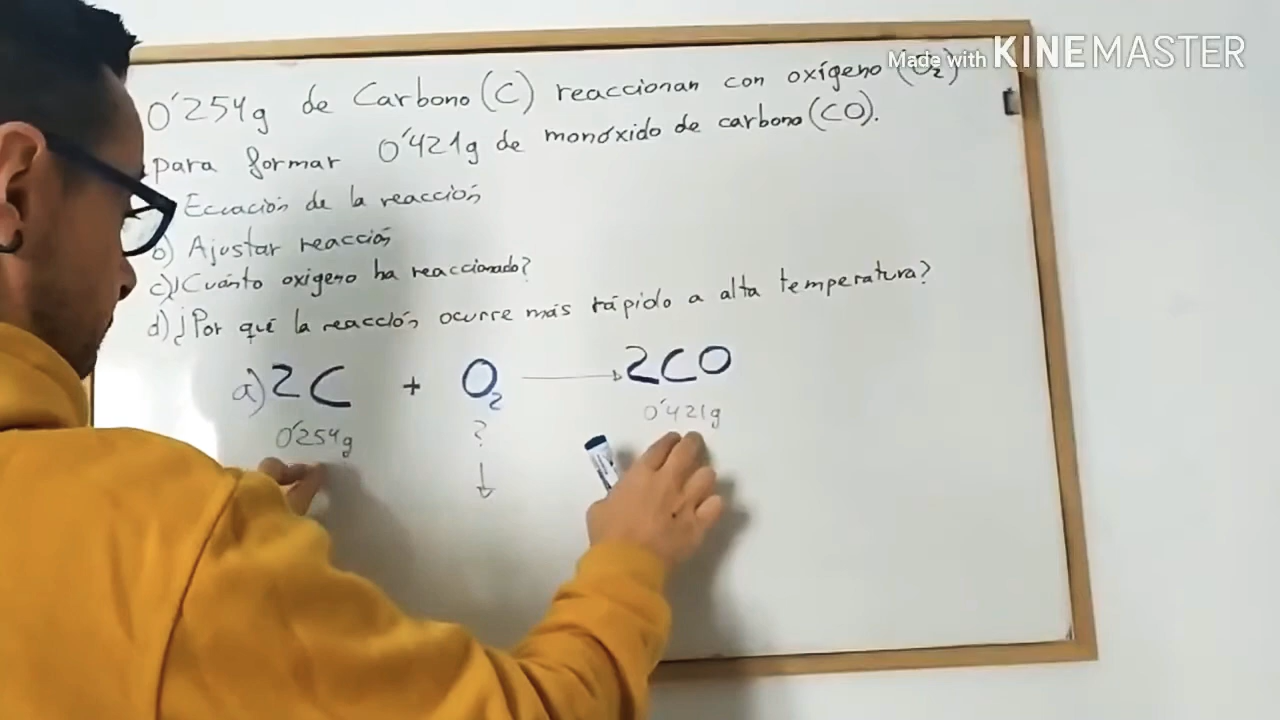 Made with KINEMASTER
0'254g de Carbono (C) reaccionan con oxígeno (O₂)
para formar 0'421g de monóxido de carbono (CO).
Ecuación de la reacción
b) Ajustar reacción
c) ¿Cuánto oxigeno ha reaccionado?
d) ¿Por qué la reacción ocurre más rápido a alta temperatura?
a) 2C + O₂ → 2CO
0'254g ? 0'421g
↓